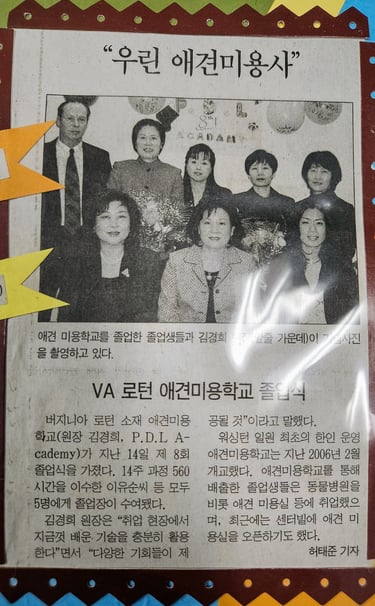 “우린 애견미용사”
P.D.L's
8th
ACADAMY
애견 미용학교를 졸업한 졸업생들과 김경희 가운데)이 기념사진
을 촬영하고 있다.
VA 로턴 애견미용학교 졸업식
버지니아 로턴 소재 애견미용
학교(원장 김경희, P.D.L A-
cademy)가 지난 14일 제 8회
졸업식을 가졌다. 14주 과정 560
시간을 이수한 이유순씨 등 모두
5명에게 졸업장이 수여됐다.
김경희 원장은 “취업 현장에서
지금껏 배운 기술을 충분히 활용
한다”면서 “다양한 기회들이 제
공될 것”이라고 말했다.
워싱턴 일원 최초의 한인 운영
애견미용학교는 지난 2006년 2월
개교했다. 애견미용학교를 통해
배출한 졸업생들은 동물병원을
비롯 애견 미용실 등에 취업했으
며, 최근에는 센터빌에 애견 미
용실을 오픈하기도 했다.
허태준 기자